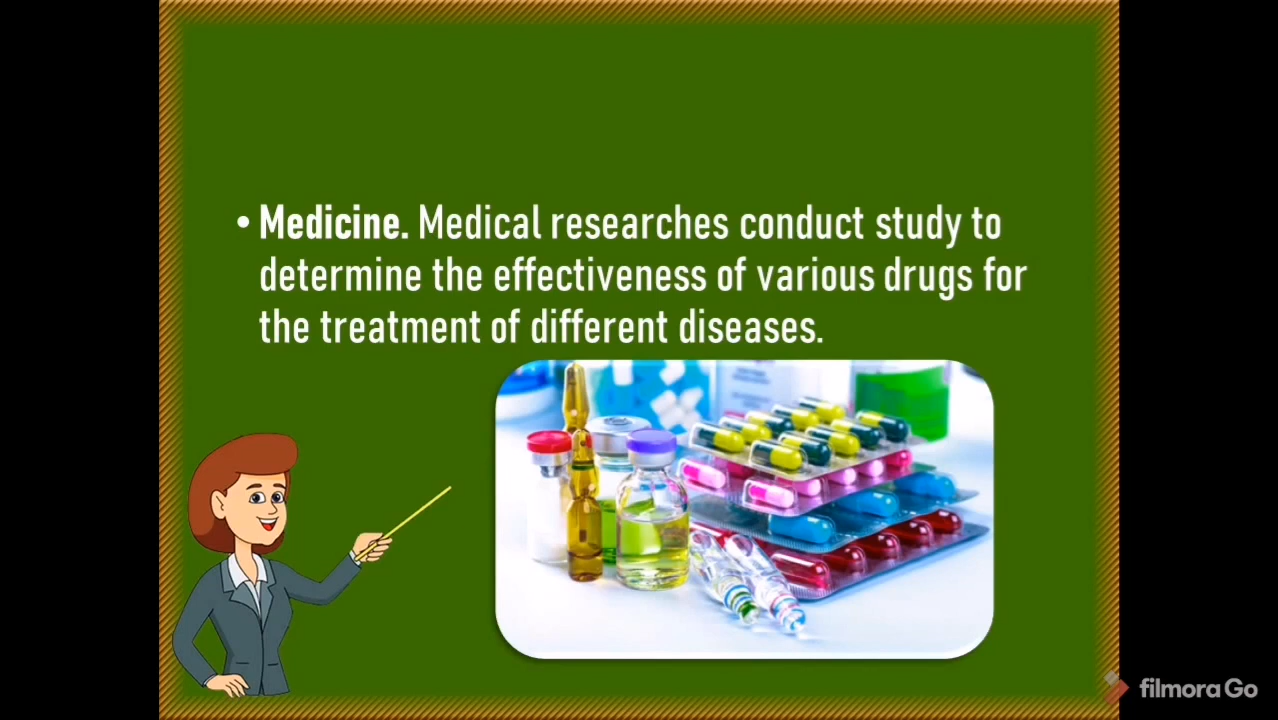 • Medicine. Medical researches conduct study to
determine the effectiveness of various drugs for
the treatment of different diseases.
filmora Go